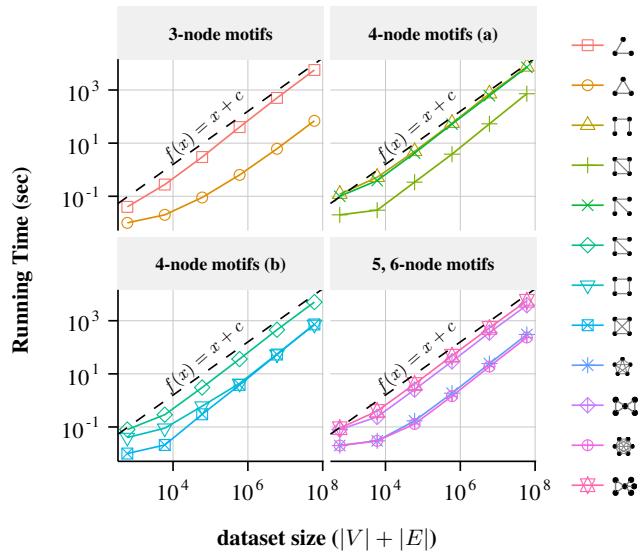 3-node motifs
4-node motifs (a)
10^3
10^1
10^-1
f(x) = x + c
f(x) = x + c
Running Time (sec)
4-node motifs (b)
5, 6-node motifs
10^3
10^1
10^-1
f(x) = x + c
f(x) = x + c
10^4
10^6
10^8
10^4
10^6
10^8
dataset size (|V| + |E|)